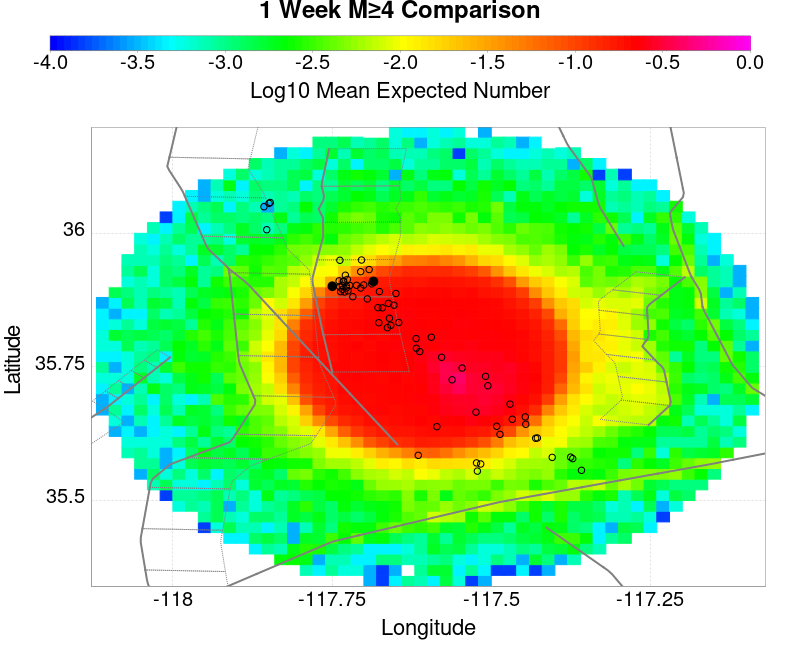 1 Week M≥4 Comparison
-4.0 -3.5 -3.0 -2.5 -2.0 -1.5 -1.0 -0.5 0.0
Log10 Mean Expected Number
36
35.75
35.5
Latitude
-118 -117.75 -117.5 -117.25
Longitude